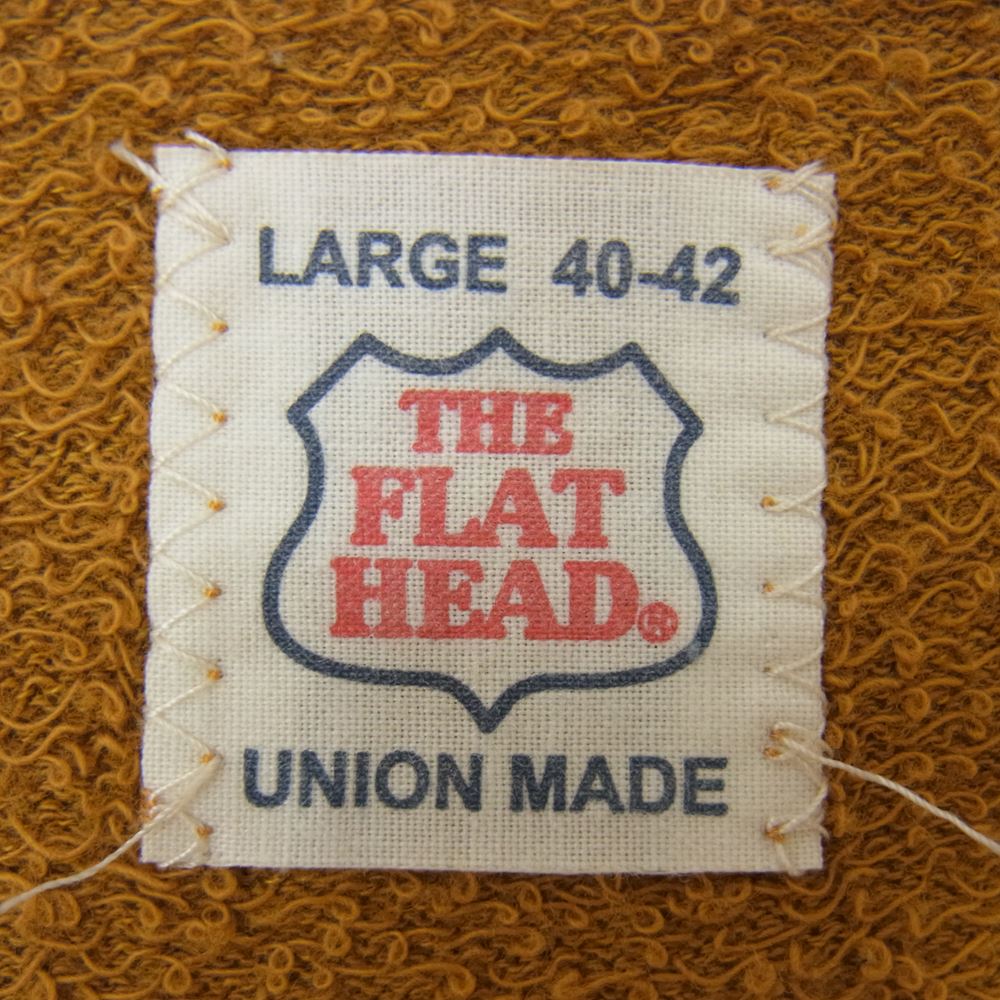 LARGE 40-42
THE
FLAT
HEAD®
UNION MADE